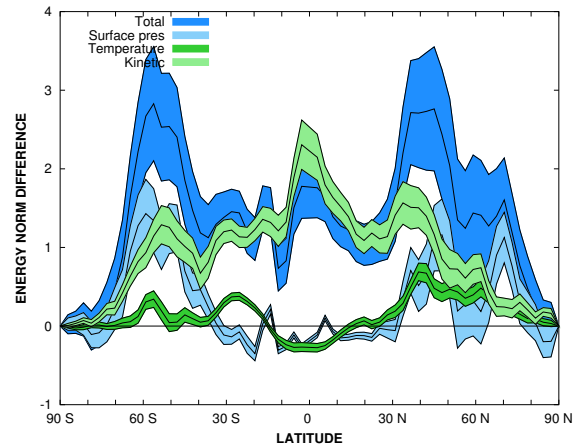 4
Total
Surface pres
Temperature
Kinetic
3
2
1
0
-1
ENERGY NORM DIFFERENCE
90 S 60 S 30 S 0 30 N 60 N 90 N
LATITUDE